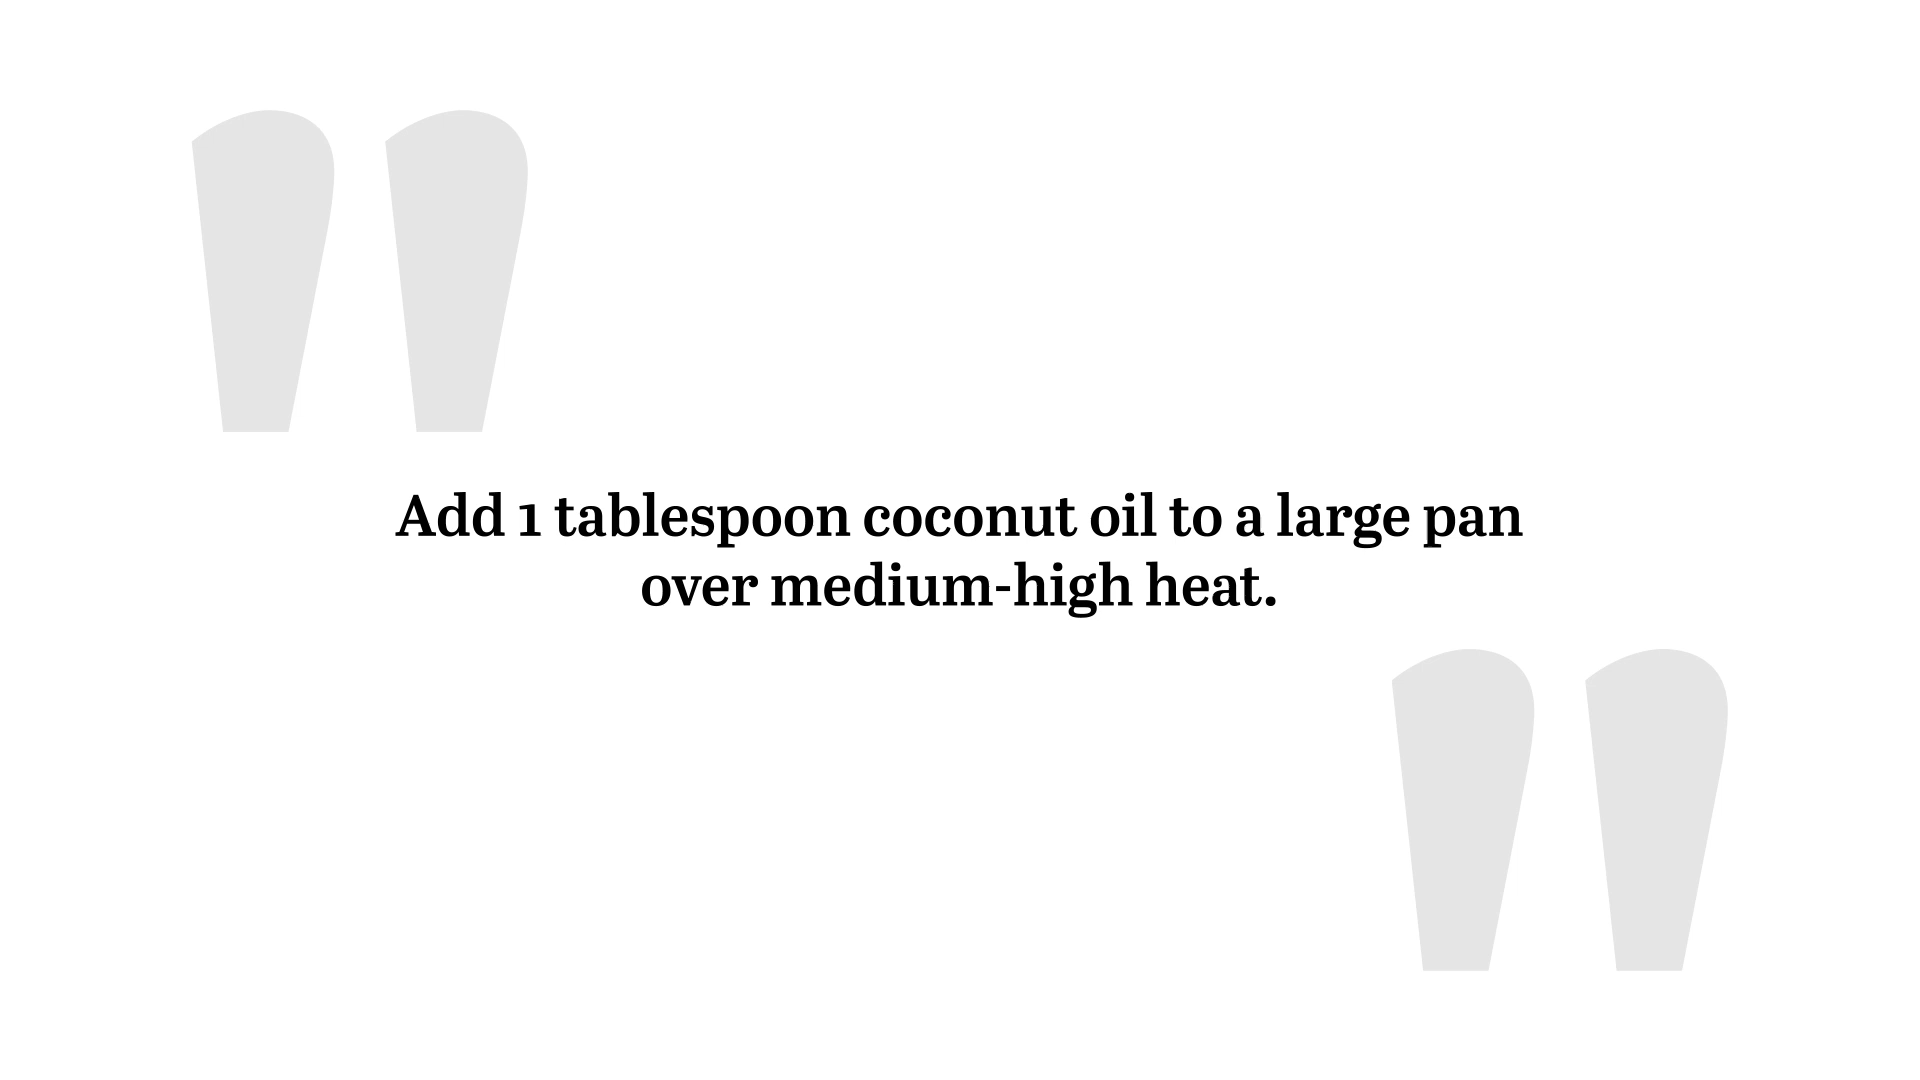 Add 1 tablespoon coconut oil to a large pan
over medium-high heat.